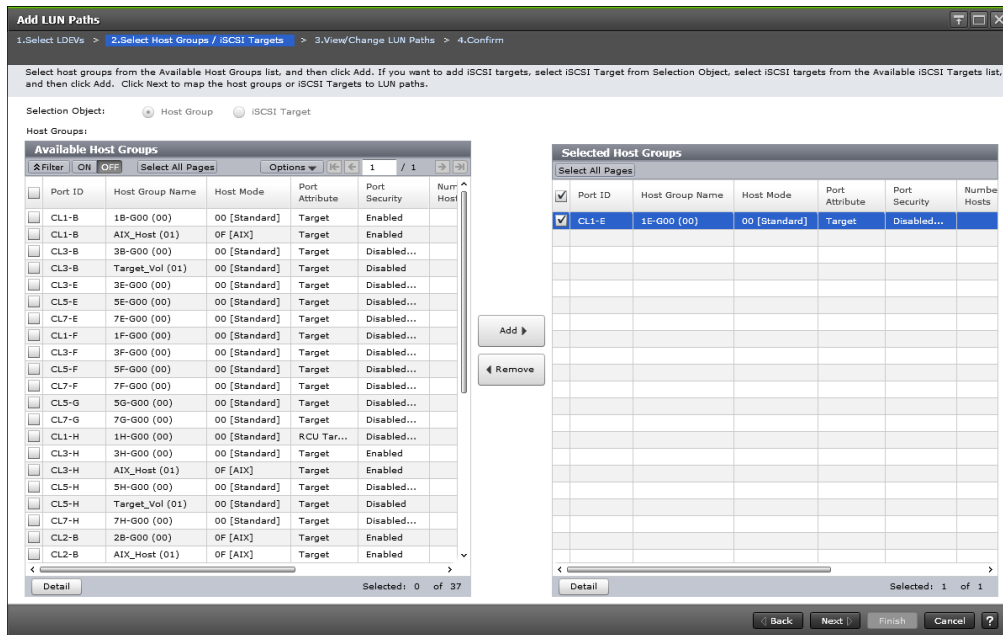 Add LUN Paths
1.Select LDEVs > 2.Select Host Groups / iSCSI Targets > 3.View/Change LUN Paths > 4.Confirm
Select host groups from the Available Host Groups list, and then click Add. If you want to add iSCSI targets, select iSCSI Target from Selection Object, select iSCSI targets from the Available iSCSI Targets list,
and then click Add. Click Next to map the host groups or iSCSI Targets to LUN paths.
Selection Object: Host Group iSCSI Target
Host Groups:
Available Host Groups
Filter ON OFF Select All Pages Options 1 / 1
Port ID Host Group Name Host Mode Port Attribute Port Security Num Host
CL1-B 1B-G00 (00) 00 [Standard] Target Enabled
CL1-B AIX_Host (01) 0F [AIX] Target Enabled
CL3-B 3B-G00 (00) 00 [Standard] Target Disabled...
CL3-B Target_Vol (01) 00 [Standard] Target Disabled
CL3-E 3E-G00 (00) 00 [Standard] Target Disabled...
CL5-E 5E-G00 (00) 00 [Standard] Target Disabled...
CL7-E 7E-G00 (00) 00 [Standard] Target Disabled...
CL1-F 1F-G00 (00) 00 [Standard] Target Disabled...
CL3-F 3F-G00 (00) 00 [Standard] Target Disabled...
CL5-F 5F-G00 (00) 00 [Standard] Target Disabled...
CL7-F 7F-G00 (00) 00 [Standard] Target Disabled...
CL5-G 5G-G00 (00) 00 [Standard] Target Disabled...
CL7-G 7G-G00 (00) 00 [Standard] Target Disabled...
CL1-H 1H-G00 (00) 00 [Standard] RCU Tar... Disabled...
CL3-H 3H-G00 (00) 00 [Standard] Target Enabled
CL3-H AIX_Host (01) 0F [AIX] Target Enabled
CL5-H 5H-G00 (00) 00 [Standard] Target Disabled...
CL5-H Target_Vol (01) 00 [Standard] Target Disabled
CL7-H 7H-G00 (00) 00 [Standard] Target Disabled...
CL2-B 2B-G00 (00) 0F [AIX] Target Enabled
CL2-B AIX_Host (01) 0F [AIX] Target Enabled
Detail Selected: 0 of 37
Add
Remove
Selected Host Groups
Select All Pages
Port ID Host Group Name Host Mode Port Attribute Port Security Numbe Hosts
CL1-E 1E-G00 (00) 00 [Standard] Target Disabled...
Detail Selected: 1 of 1
Back Next Finish Cancel ?